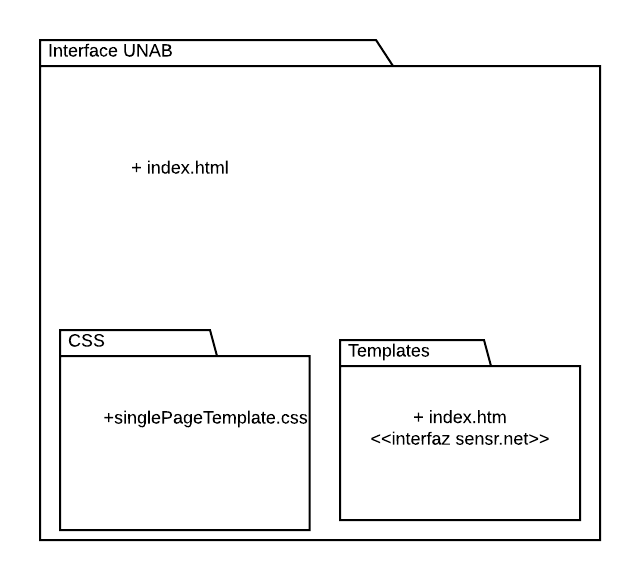 Interface UNAB
+ index.html
CSS
+singlePageTemplate.css
Templates
+ index.htm
<<interfaz sensr.net>>